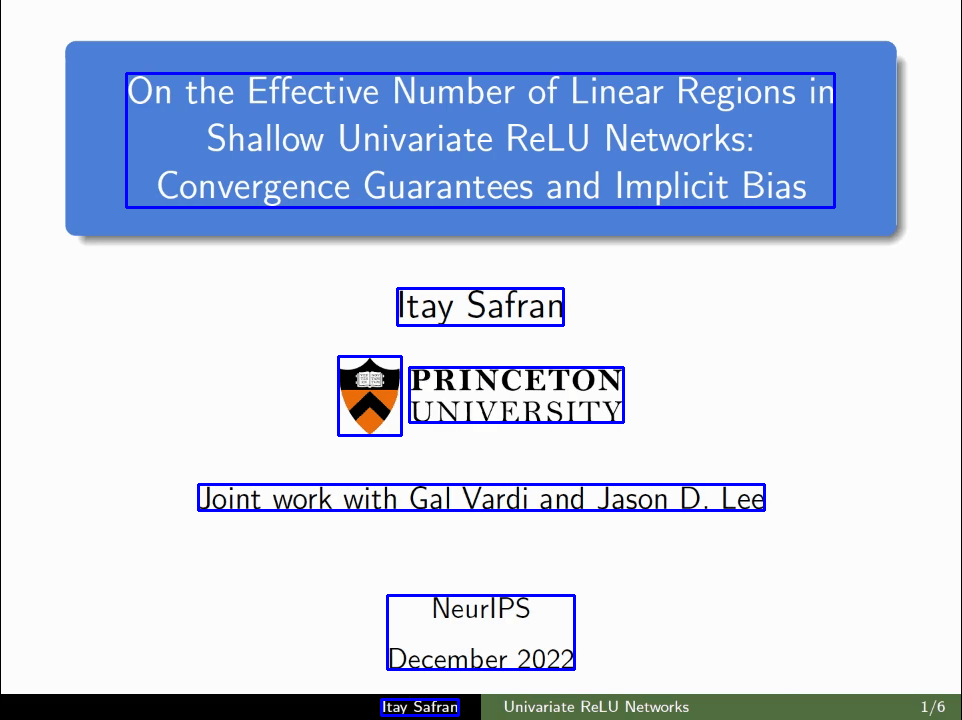 On the Effective Number of Linear Regions in
Shallow Univariate ReLU Networks:
Convergence Guarantees and Implicit Bias
Itay Safran
PRINCETON
UNIVERSITY
Joint work with Gal Vardi and Jason D. Lee
NeurIPS
December 2022
Itay Safran
Univariate ReLU Networks
1/6